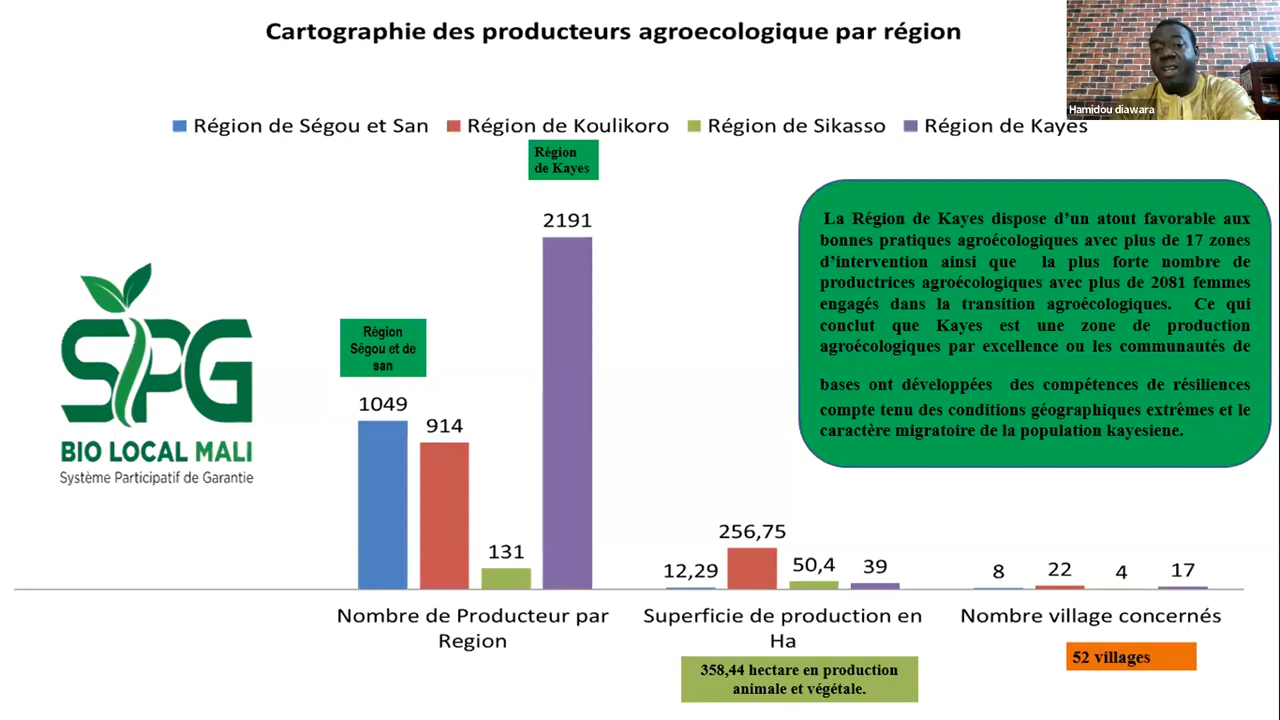 Cartographie des producteurs agroecologique par région
Hamidou diawara
Région de Ségou et San
Région de Koulikoro
Région de Sikasso
Région de Kayes
Région
de Kayes
2191
Région
Ségou et de
san
1049
914
131
256,75
12,29
50,4
39
8
22
4
17
SPG
BIO LOCAL MALI
Système Participatif de Garantie
La Région de Kayes dispose d’un atout favorable aux
bonnes pratiques agroécologiques avec plus de 17 zones
d’intervention ainsi que la plus forte nombre de
productrices agroécologiques avec plus de 2081 femmes
engagés dans la transition agroécologiques. Ce qui
conclut que Kayes est une zone de production
agroécologiques par excellence ou les communautés de
bases ont développées des compétences de résiliences
compte tenu des conditions géographiques extrêmes et le
caractère migratoire de la population kayesiene.
Nombre de Producteur par
Region
Superficie de production en
Ha
Nombre village concernés
358,44 hectare en production
animale et végétale.
52 villages